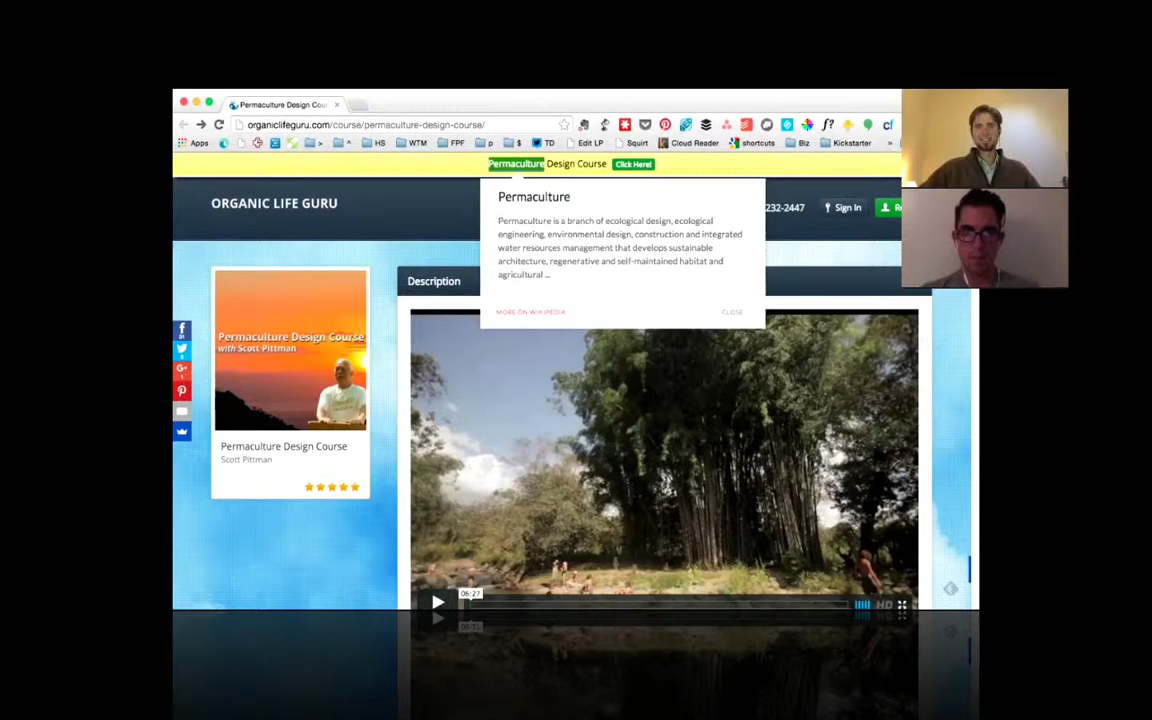 Permaculture Design Cou
organiclifeguru.com/course/permaculture-design-course/
Apps > ^ HS WTM FPF p $ TD Edit LP Squirt Cloud Reader shortcuts Biz Kickstarter »
Permaculture Design Course Click Here!
ORGANIC LIFE GURU
232-2447 Sign In Re
Permaculture
Permaculture is a branch of ecological design, ecological
engineering, environmental design, construction and integrated
water resources management that develops sustainable
architecture, regenerative and self-maintained habitat and
agricultural ...
MORE ON WIKIPEDIA CLOSE
Description
Permaculture Design Course
with Scott Pittman
Permaculture Design Course
Scott Pittman
06:27
HD